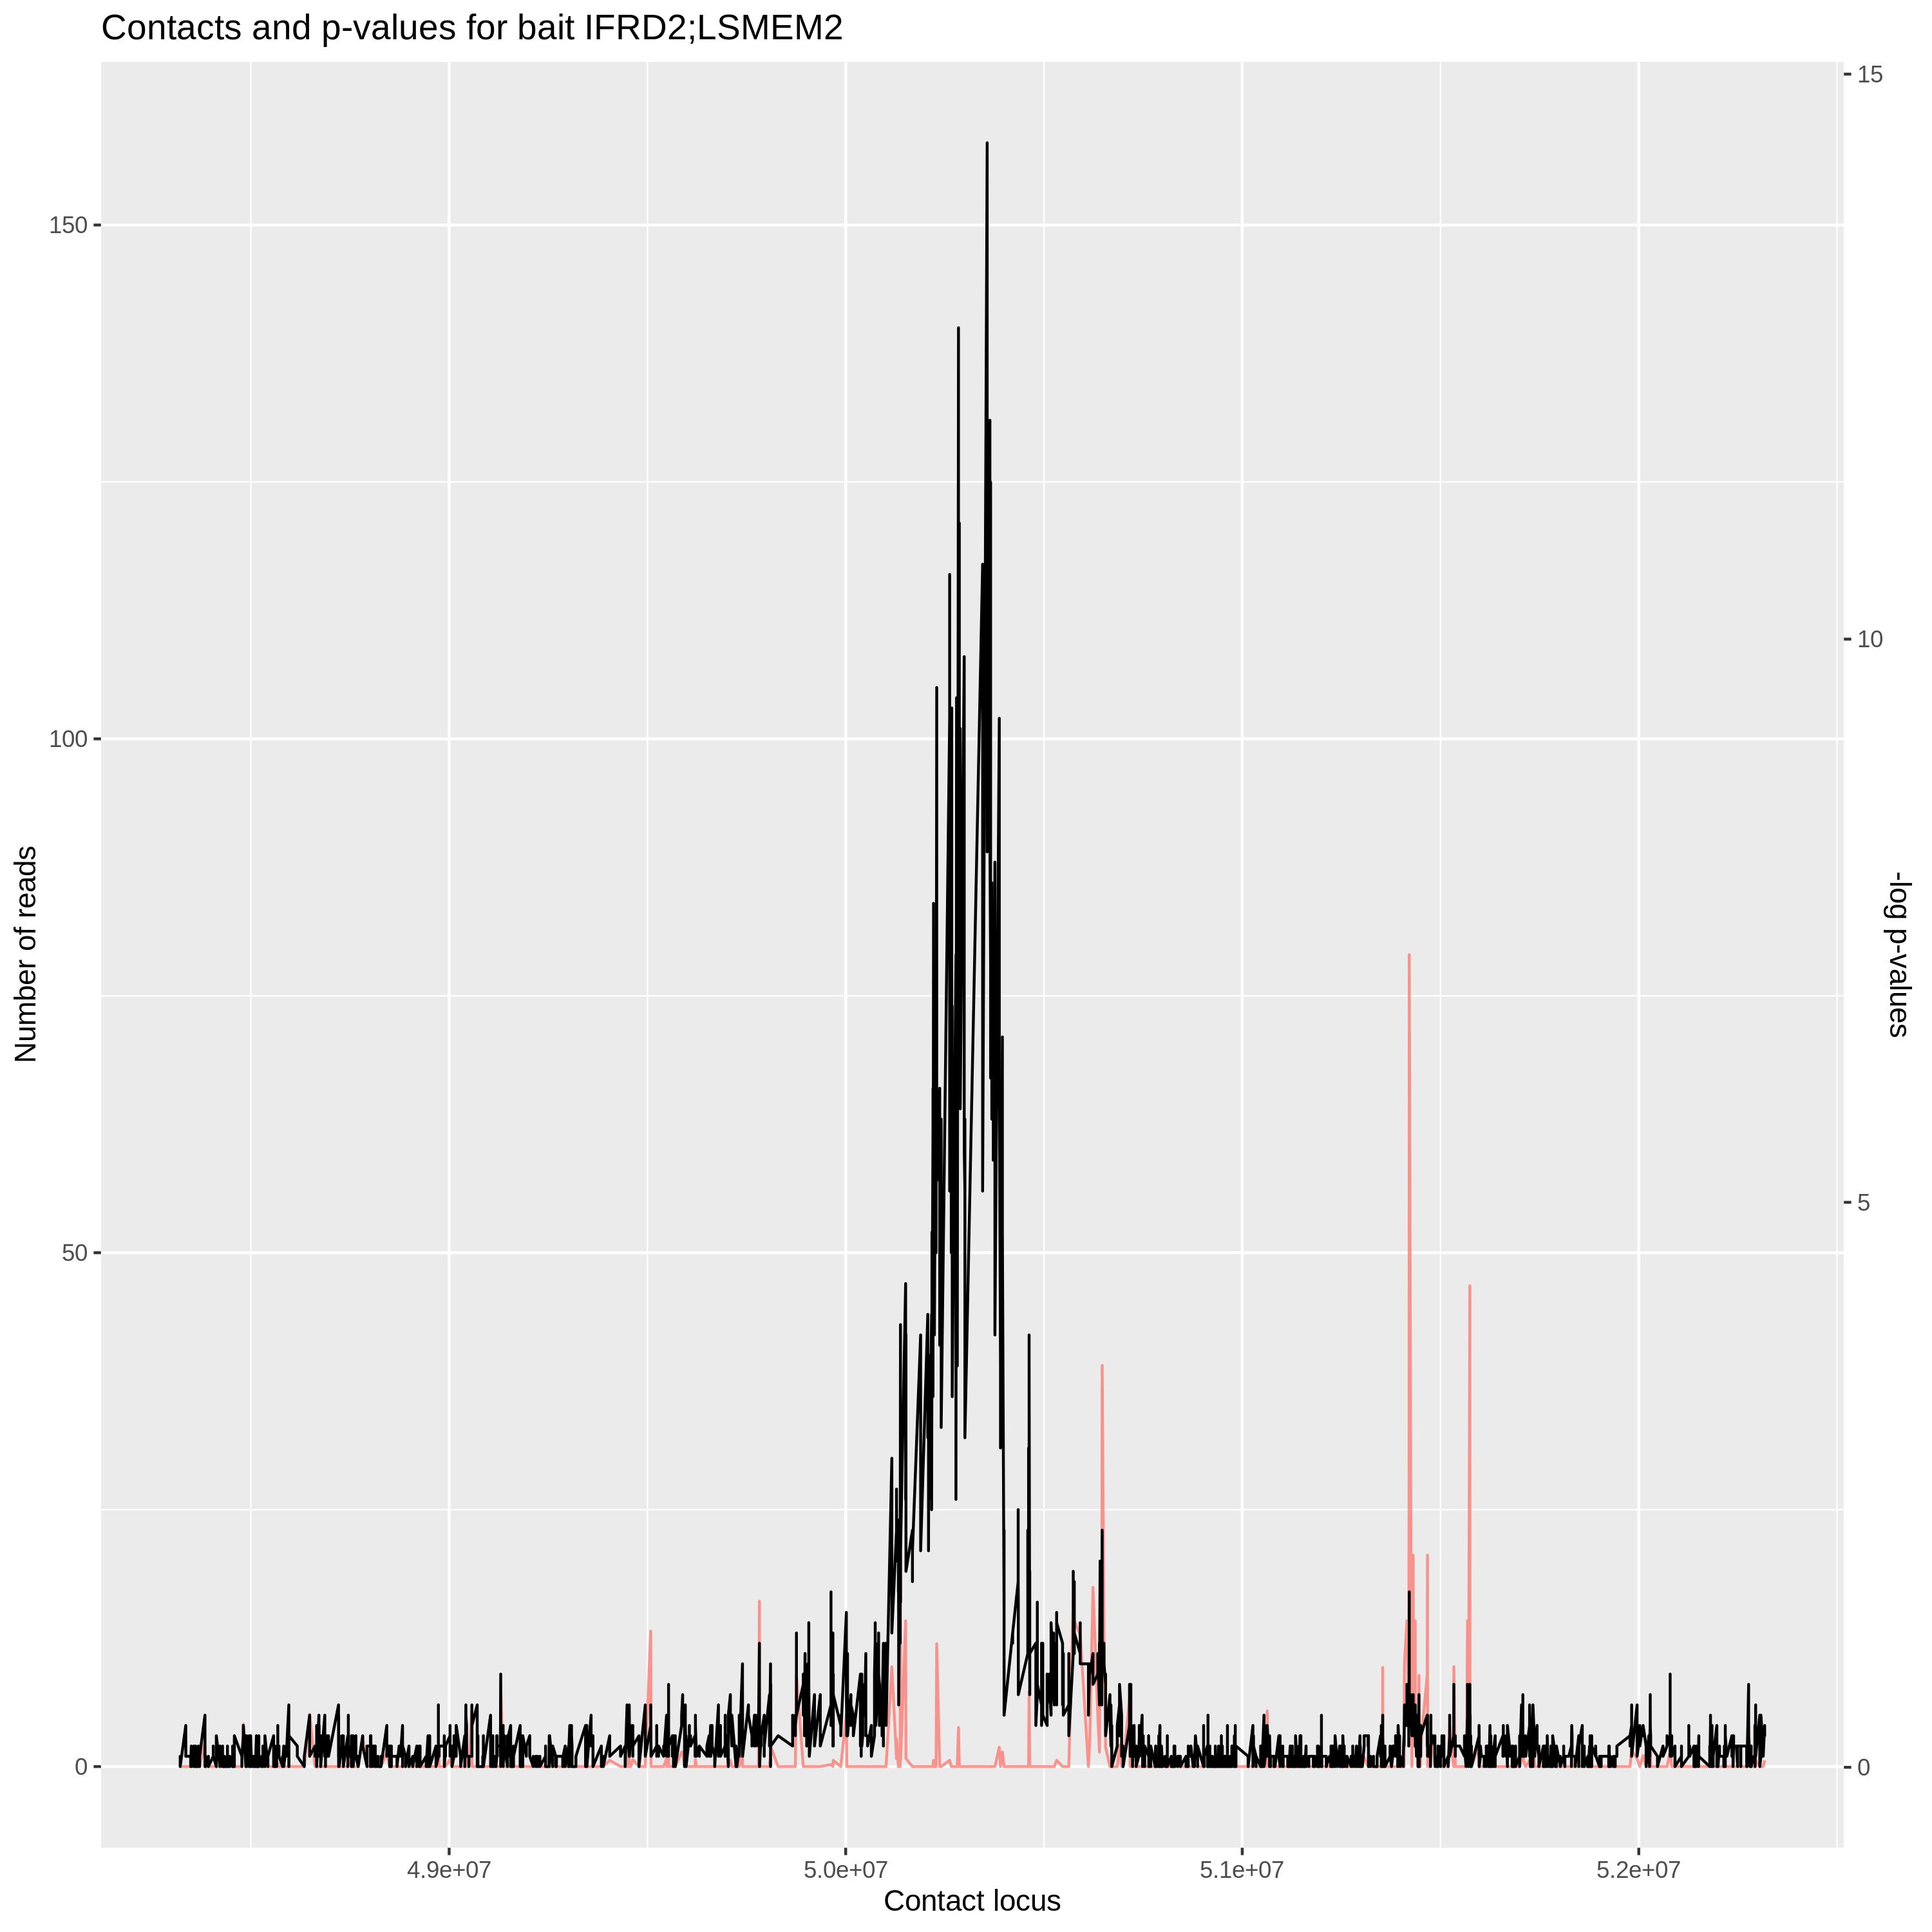 Contacts and p-values for bait IFRD2;LSMEM2
150
100
50
0
Number of reads
15
10
5
0
-log p-values
4.9e+07
5.0e+07
5.1e+07
5.2e+07
Contact locus